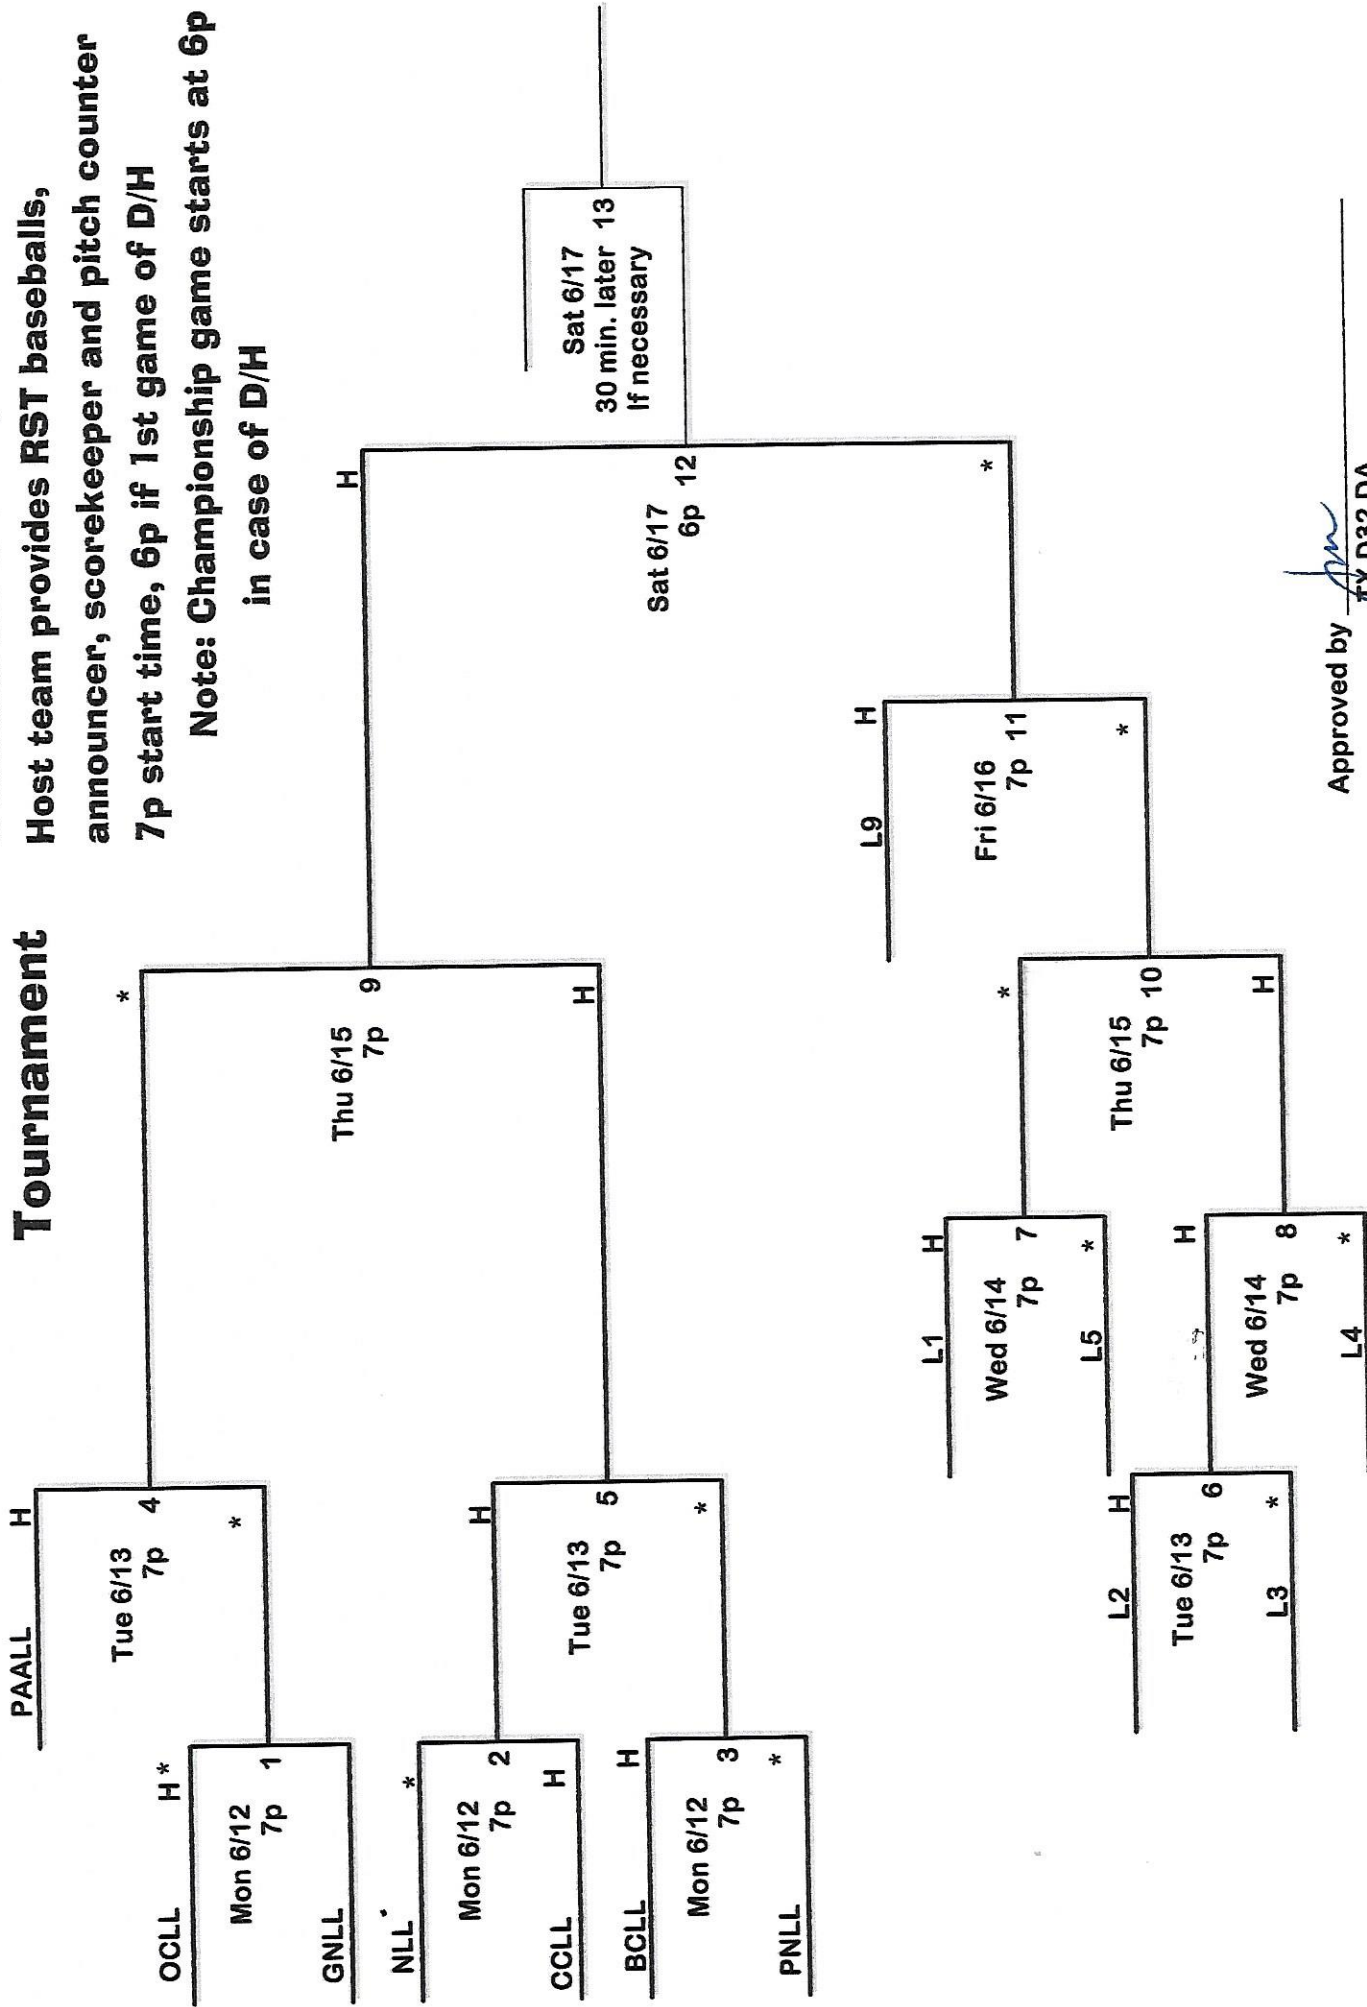 Tournament
Host team provides RST baseballs,
announcer, scorekeeper and pitch counter
7p start time, 6p if 1st game of D/H
Note: Championship game starts at 6p
in case of D/H
PAALL H
Tue 6/13
7p 4
*
OCLL H *
Mon 6/12
7p 1
GNLL
NLL *
Mon 6/12
7p 2
CCLL H
H
Tue 6/13
7p 5
*
BCLL H
Mon 6/12
7p 3
PNLL *
*
Thu 6/15
7p 9
H
H
Sat 6/17
6p 12
*
Sat 6/17
30 min. later 13
If necessary
L9 H
Fri 6/16
7p 11
*
L1 H
Wed 6/14
7p 7
L5 *
*
Thu 6/15
7p 10
H
L2 H
Tue 6/13
7p 6
L3 *
H
Wed 6/14
7p 8
L4 *
Approved by
TX D32 DA